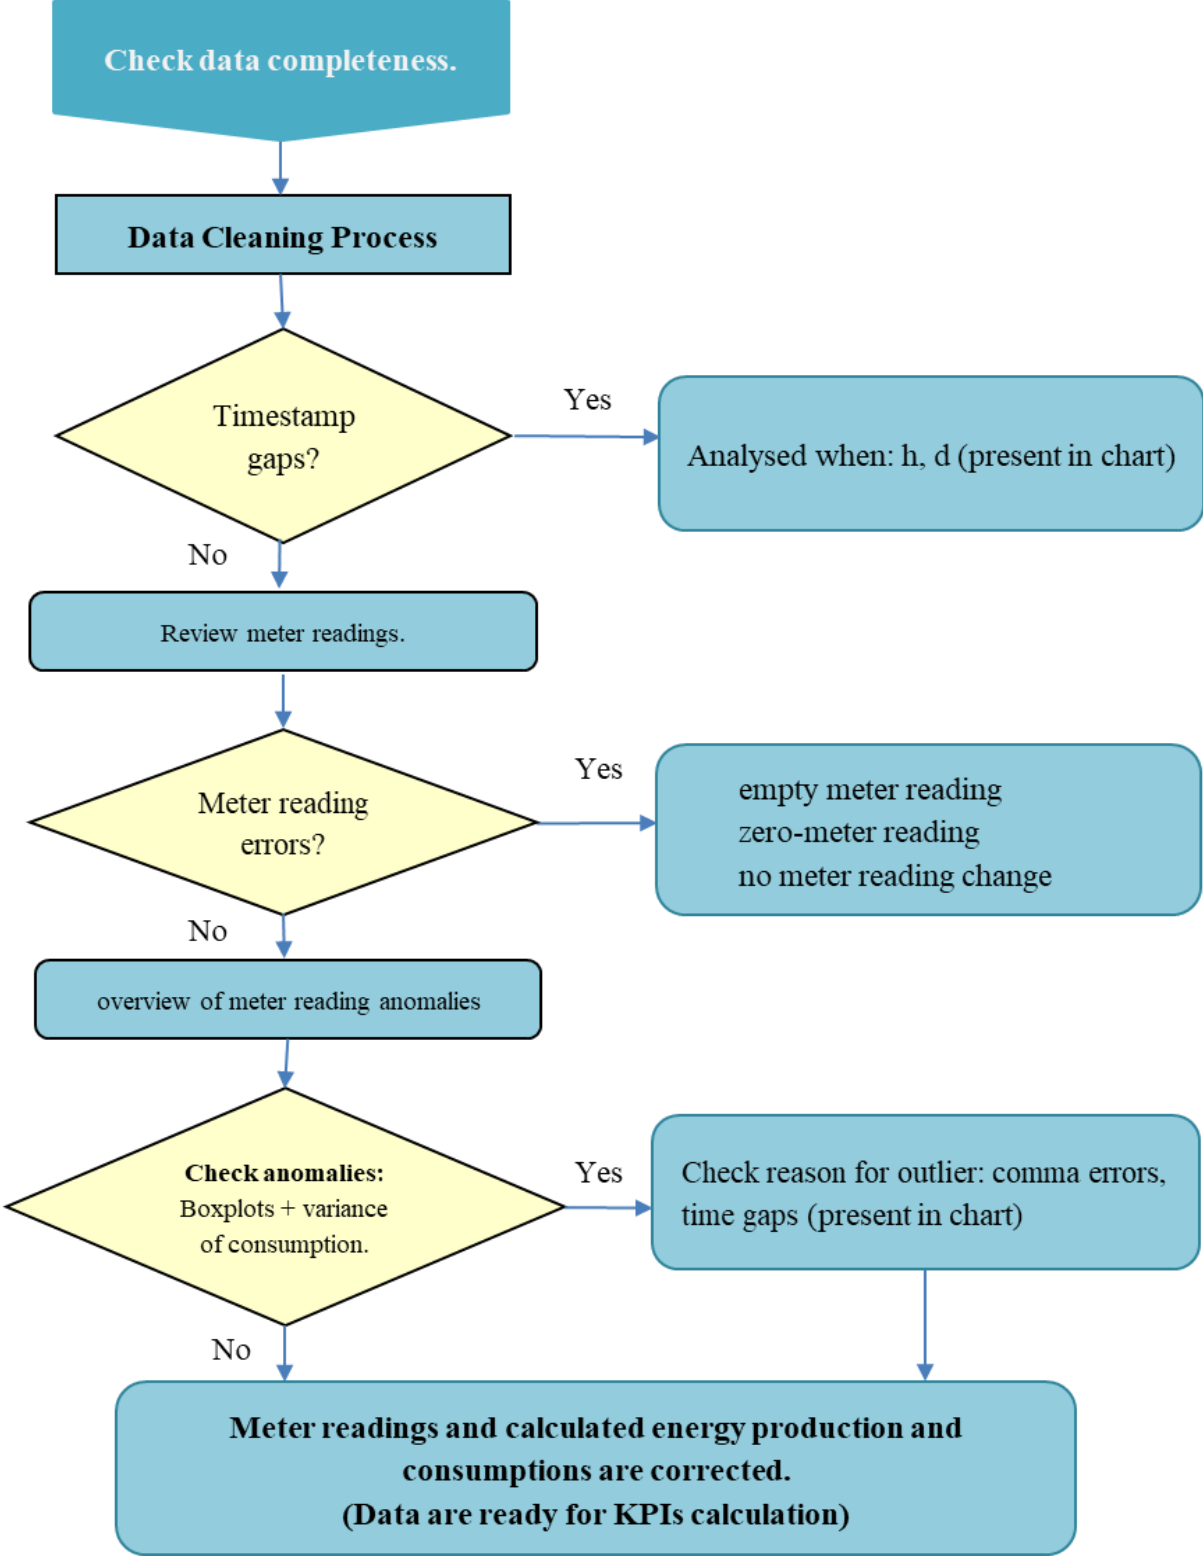 Check data completeness.
Data Cleaning Process
Timestamp
gaps?
Yes
Analysed when: h, d (present in chart)
No
Review meter readings.
Meter reading
errors?
Yes
empty meter reading
zero-meter reading
no meter reading change
No
overview of meter reading anomalies
Check anomalies:
Boxplots + variance
of consumption.
Yes
Check reason for outlier: comma errors,
time gaps (present in chart)
No
Meter readings and calculated energy production and
consumptions are corrected.
(Data are ready for KPIs calculation)